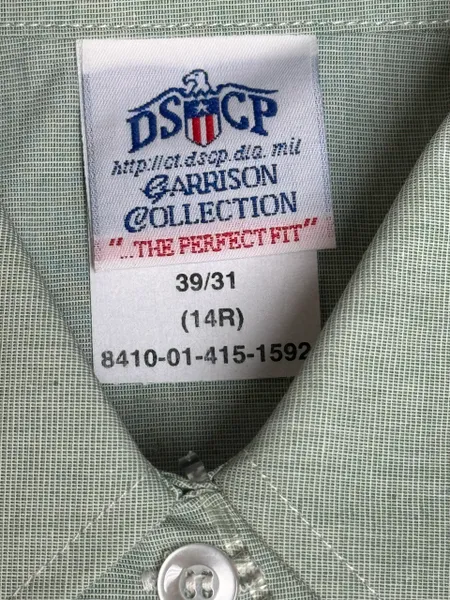 DSCP
http://ct.dscp.dla.mil
GARRISON
COLLECTION
"...THE PERFECT FIT"
39/31
(14R)
8410-01-415-1592